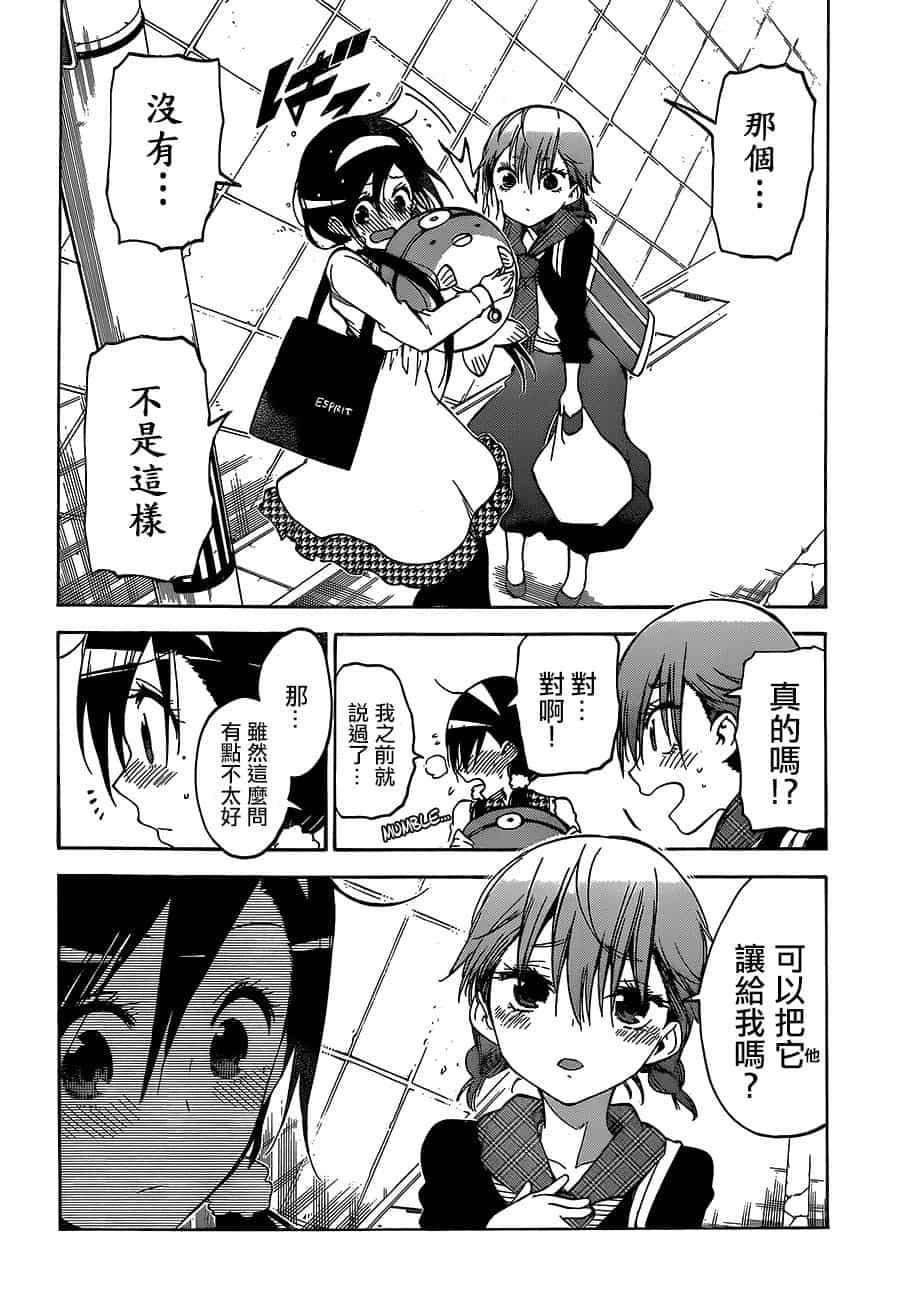 那個…
ばっ
沒有…
ESPRIT
不是這樣
真的嗎!?
對…
對啊！
我之前就
說過了…
MUMBLE...
那…
雖然這麼問
有點不太好
可以把它
他
讓給我嗎？